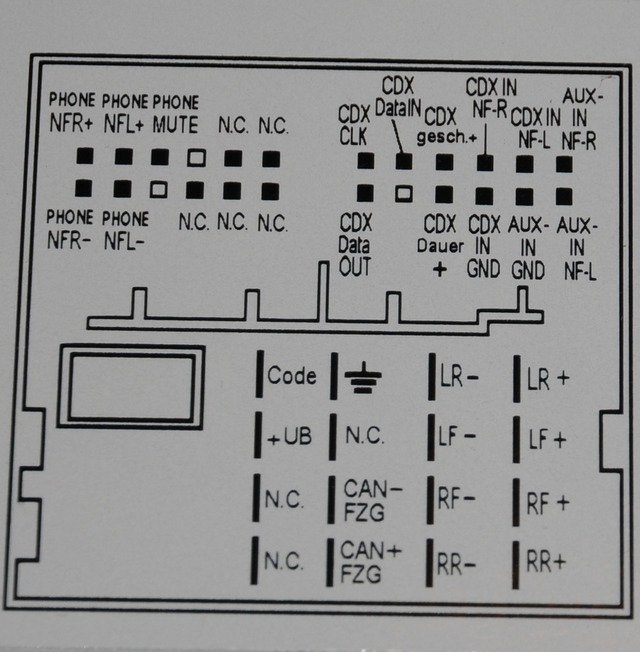 PHONE NFR+
PHONE NFL+
PHONE MUTE
N.C.
N.C.
CDX CLK
CDX DataIN
CDX gesch.+
CDX IN NF-R
CDX IN NF-L
AUX-IN NF-R
PHONE NFR-
PHONE NFL-
N.C.
N.C.
N.C.
CDX Data OUT
CDX Dauer +
CDX IN GND
AUX-IN GND
AUX-IN NF-L
Code
LR-
LR+
+UB
N.C.
LF-
LF+
N.C.
CAN- FZG
RF-
RF+
N.C.
CAN+ FZG
RR-
RR+